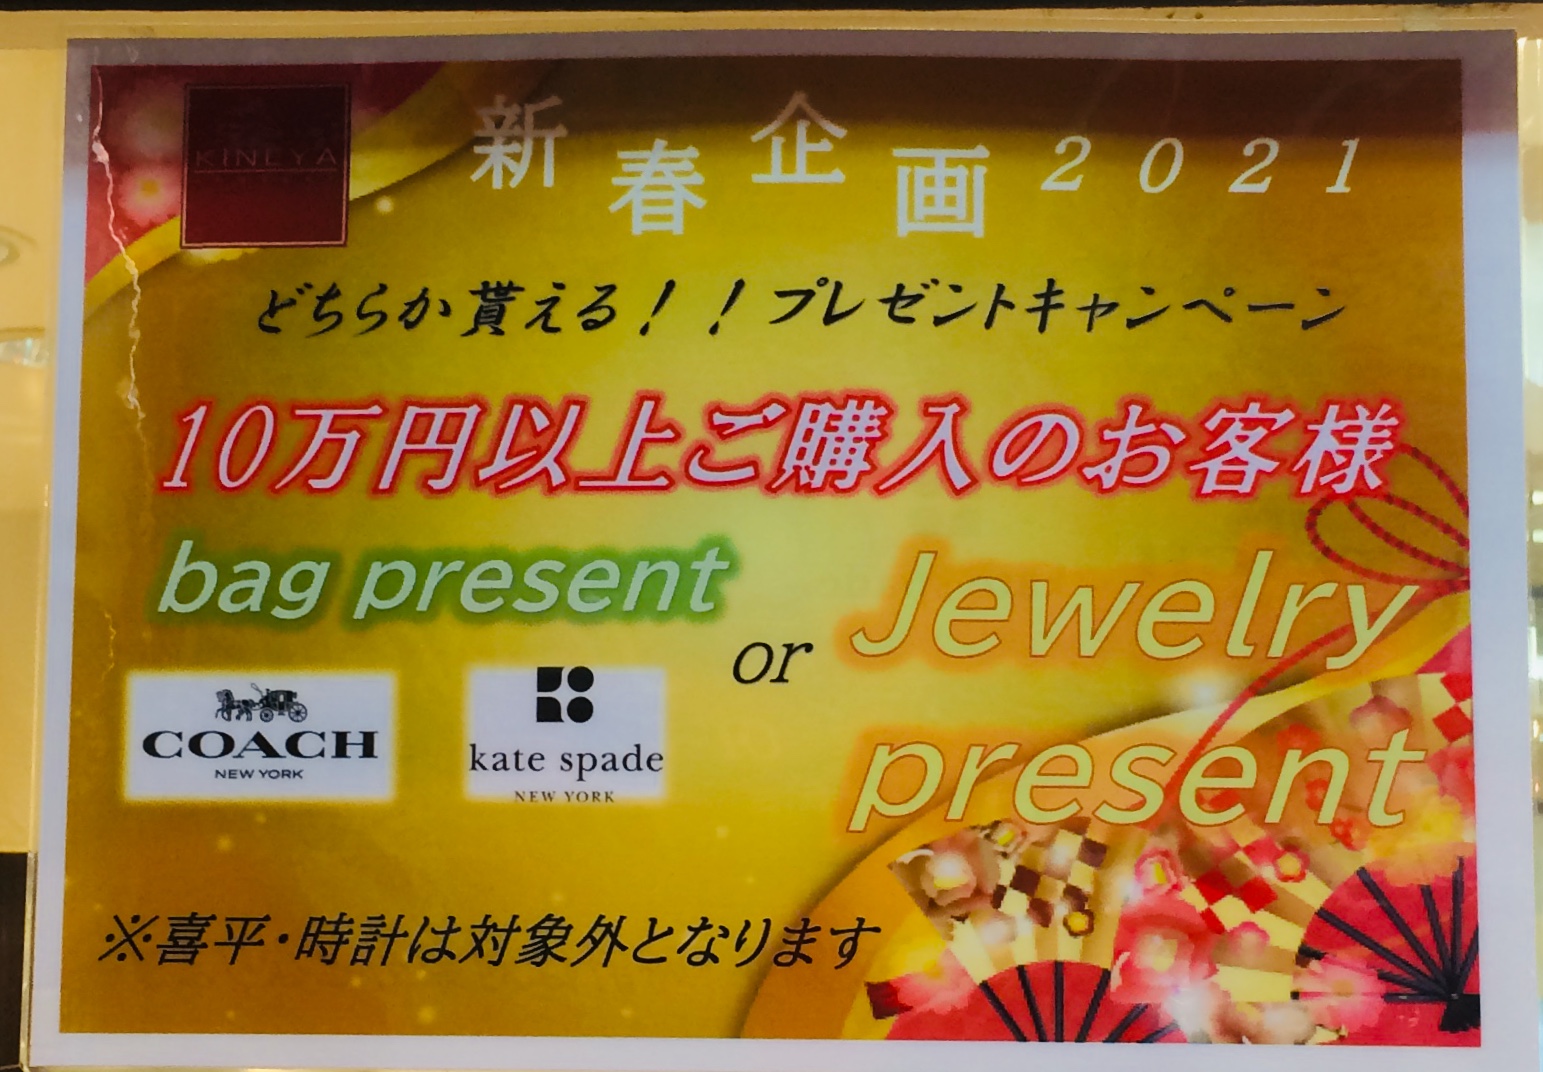 KINEYA
新春企画2021
どちらか貰える！！プレゼントキャンペーン
10万円以上ご購入のお客様
bag present
or
Jewelry
present
COACH
NEW YORK
kate spade
NEW YORK
※喜平・時計は対象外となります